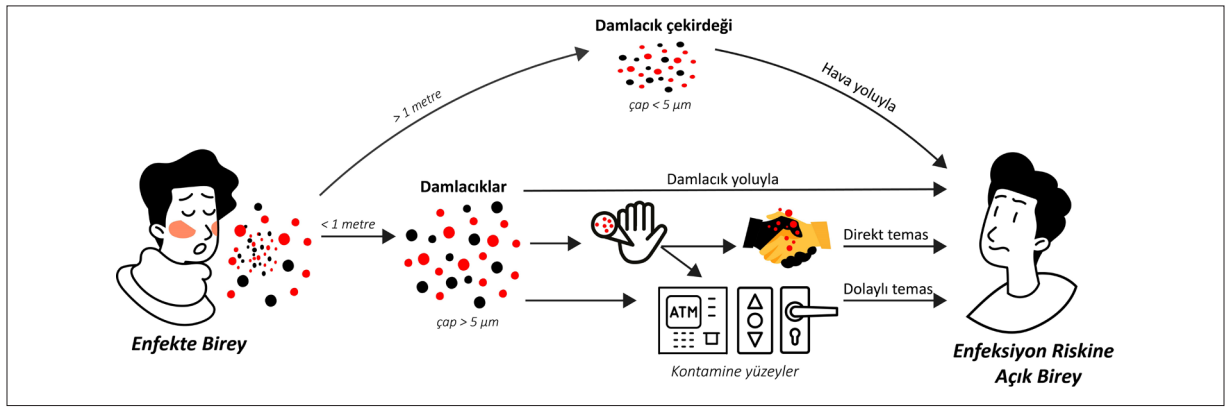 Damlacık çekirdeği
çap < 5 µm
> 1 metre
Hava yoluyla
Damlacıklar
Damlacık yoluyla
< 1 metre
Direkt temas
Dolaylı temas
ATM
çap > 5 µm
Enfekte Birey
Kontamine yüzeyler
Enfeksiyon Riskine
Açık Birey